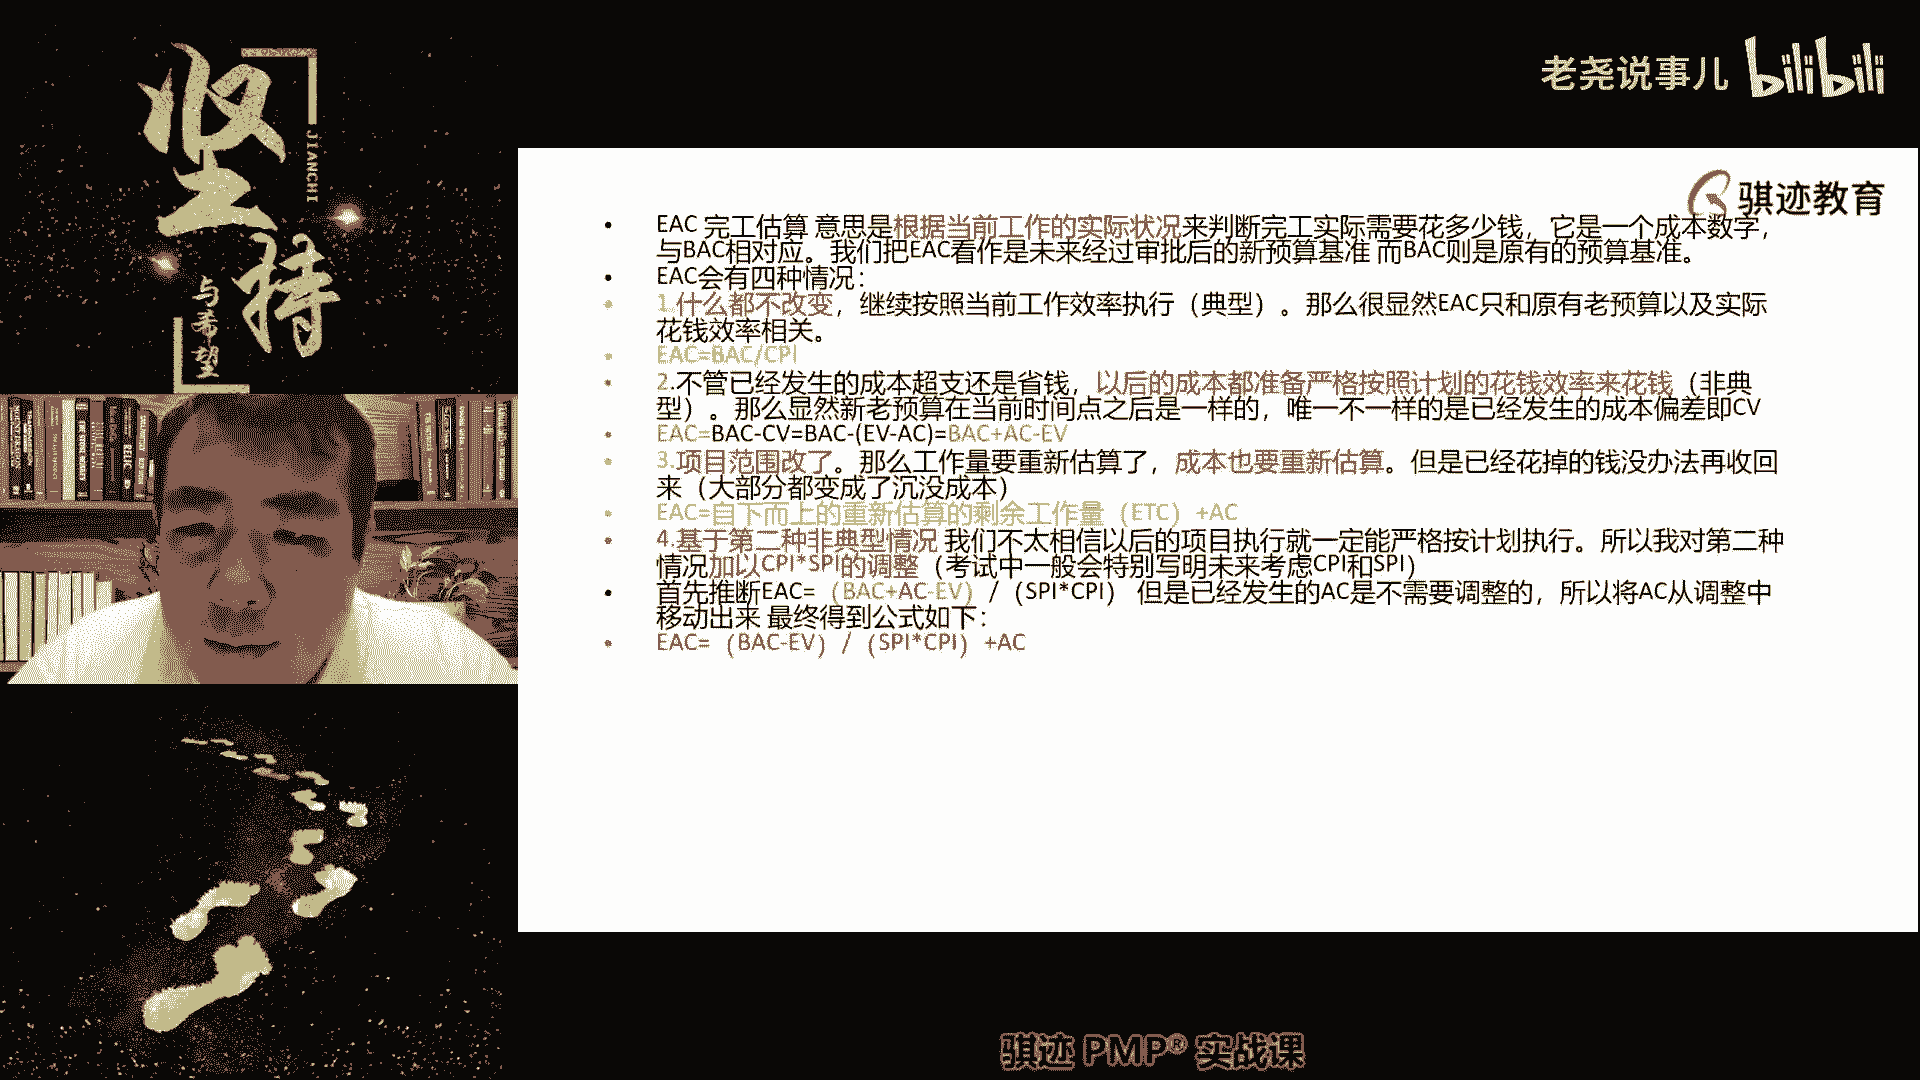 坚持
JIANCHI
与希望
老尧说事儿 bilibili
骐迹教育
• EAC 完工估算 意思是根据当前工作的实际状况来判断完工实际需要花多少钱，它是一个成本数字，
与BAC相对应。我们把EAC看作是未来经过审批后的新预算基准 而BAC则是原有的预算基准。
• EAC会有四种情况：
• 1.什么都不改变，继续按照当前工作效率执行（典型）。那么很显然EAC只和原有老预算以及实际
花钱效率相关。
• EAC=BAC/CPI
• 2.不管已经发生的成本超支还是省钱，以后的成本都准备严格按照计划的花钱效率来花钱（非典
型）。那么显然新老预算在当前时间点之后是一样的，唯一不一样的是已经发生的成本偏差即CV
• EAC=BAC-CV=BAC-(EV-AC)=BAC+AC-EV
• 3.项目范围改了。那么工作量要重新估算了，成本也要重新估算。但是已经花掉的钱没办法再收回
来（大部分都变成了沉没成本）
• EAC=自下而上的重新估算的剩余工作量（ETC）+AC
• 4.基于第二种非典型情况 我们不太相信以后的项目执行就一定能严格按计划执行。所以我对第二种
情况加以CPI*SPI的调整（考试中一般会特别写明未来考虑CPI和SPI）
• 首先推断EAC=（BAC+AC-EV）/（SPI*CPI） 但是已经发生的AC是不需要调整的，所以将AC从调整中
移动出来 最终得到公式如下：
• EAC=（BAC-EV）/（SPI*CPI）+AC
骐迹 PMP® 实战课